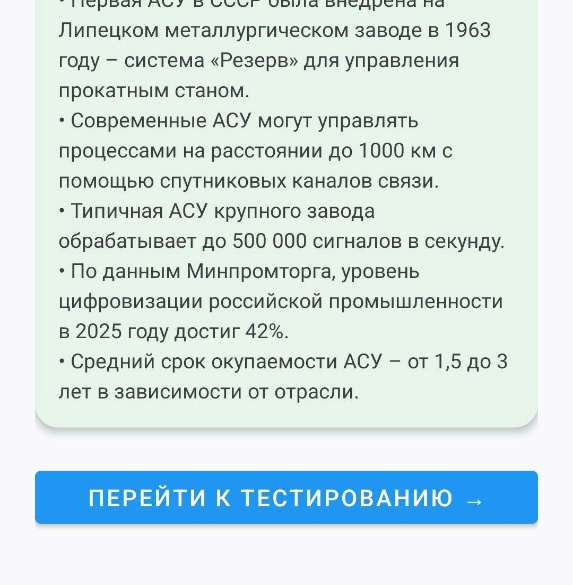 • Первая АСУ в СССР была внедрена на
Липецком металлургическом заводе в 1963
году – система «Резерв» для управления
прокатным станом.
• Современные АСУ могут управлять
процессами на расстоянии до 1000 км с
помощью спутниковых каналов связи.
• Типичная АСУ крупного завода
обрабатывает до 500 000 сигналов в секунду.
• По данным Минпромторга, уровень
цифровизации российской промышленности
в 2025 году достиг 42%.
• Средний срок окупаемости АСУ – от 1,5 до 3
лет в зависимости от отрасли.
ПЕРЕЙТИ К ТЕСТИРОВАНИЮ →